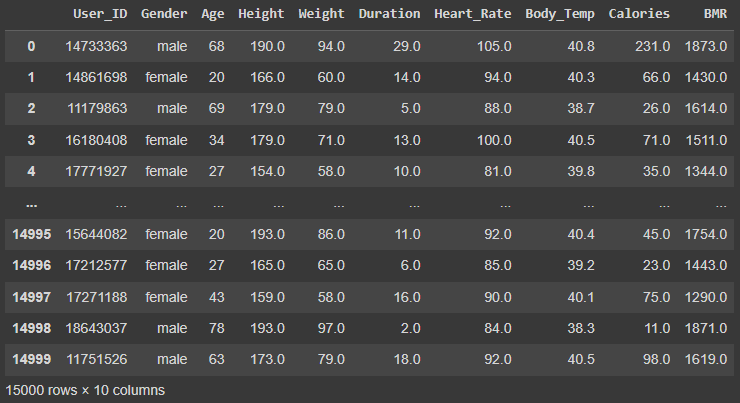 User_ID Gender Age Height Weight Duration Heart_Rate Body_Temp Calories BMR
0 14733363 male 68 190.0 94.0 29.0 105.0 40.8 231.0 1873.0
1 14861698 female 20 166.0 60.0 14.0 94.0 40.3 66.0 1430.0
2 11179863 male 69 179.0 79.0 5.0 88.0 38.7 26.0 1614.0
3 16180408 female 34 179.0 71.0 13.0 100.0 40.5 71.0 1511.0
4 17771927 female 27 154.0 58.0 10.0 81.0 39.8 35.0 1344.0
... ... ... ... ... ... ... ... ... ... ...
14995 15644082 female 20 193.0 86.0 11.0 92.0 40.4 45.0 1754.0
14996 17212577 female 27 165.0 65.0 6.0 85.0 39.2 23.0 1443.0
14997 17271188 female 43 159.0 58.0 16.0 90.0 40.1 75.0 1290.0
14998 18643037 male 78 193.0 97.0 2.0 84.0 38.3 11.0 1871.0
14999 11751526 male 63 173.0 79.0 18.0 92.0 40.5 98.0 1619.0
15000 rows × 10 columns